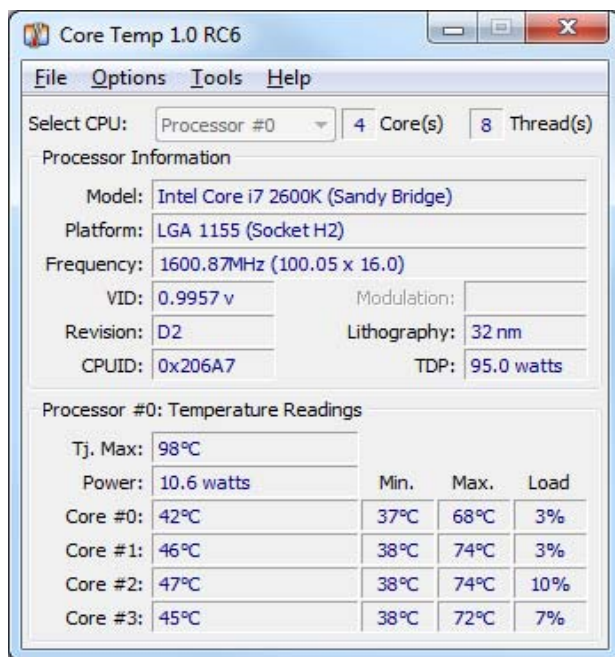 Core Temp 1.0 RC6
File Options Tools Help
Select CPU: Processor #0 4 Core(s) 8 Thread(s)
Processor Information
Model: Intel Core i7 2600K (Sandy Bridge)
Platform: LGA 1155 (Socket H2)
Frequency: 1600.87MHz (100.05 x 16.0)
VID: 0.9957 v Modulation:
Revision: D2 Lithography: 32 nm
CPUID: 0x206A7 TDP: 95.0 watts
Processor #0: Temperature Readings
Tj. Max: 98°C
Power: 10.6 watts Min. Max. Load
Core #0: 42°C 37°C 68°C 3%
Core #1: 46°C 38°C 74°C 3%
Core #2: 47°C 38°C 74°C 10%
Core #3: 45°C 38°C 72°C 7%